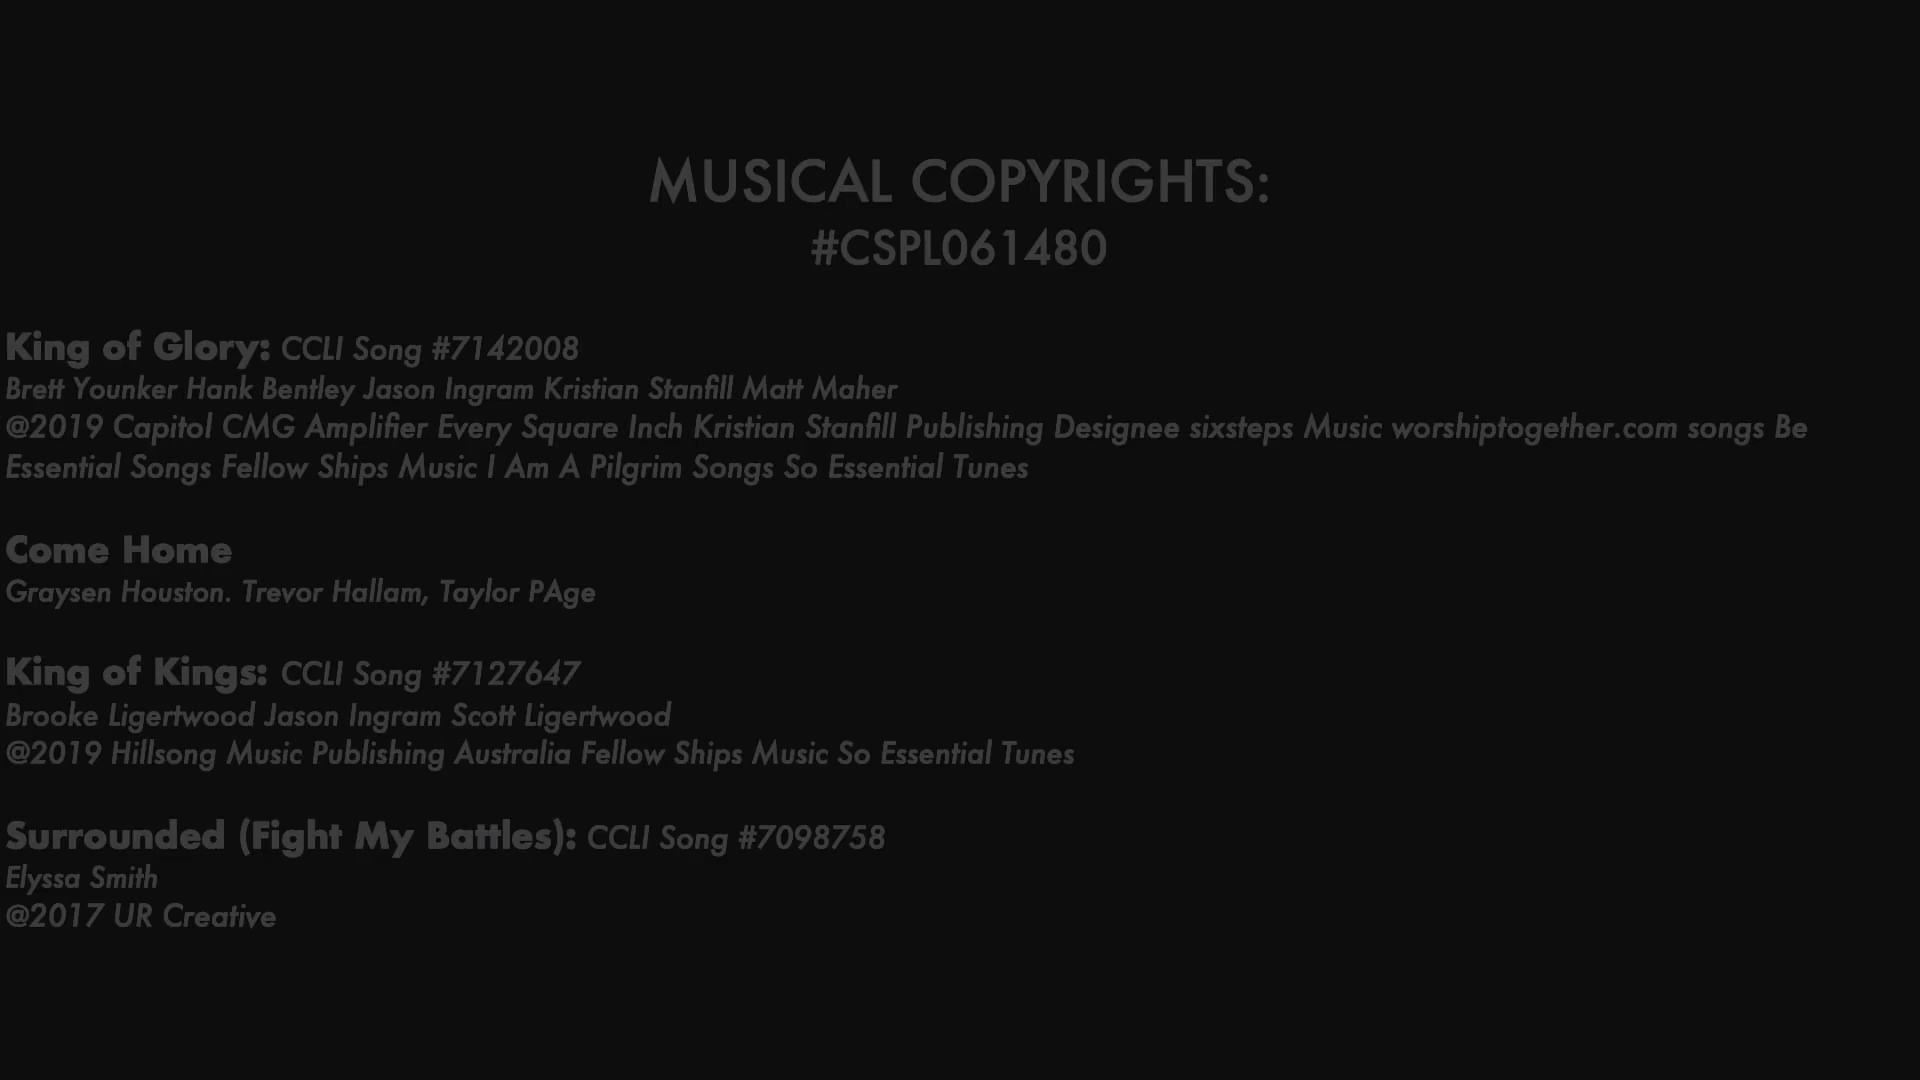 MUSICAL COPYRIGHTS:
#CSPL061480
King of Glory: CCLI Song #7142008
Brett Younker Hank Bentley Jason Ingram Kristian Stanfill Matt Maher
@2019 Capitol CMG Amplifier Every Square Inch Kristian Stanfill Publishing Designee sixsteps Music worshiptogether.com songs Be
Essential Songs Fellow Ships Music I Am A Pilgrim Songs So Essential Tunes
Come Home
Graysen Houston. Trevor Hallam, Taylor PAge
King of Kings: CCLI Song #7127647
Brooke Ligertwood Jason Ingram Scott Ligertwood
@2019 Hillsong Music Publishing Australia Fellow Ships Music So Essential Tunes
Surrounded (Fight My Battles): CCLI Song #7098758
Elyssa Smith
@2017 UR Creative